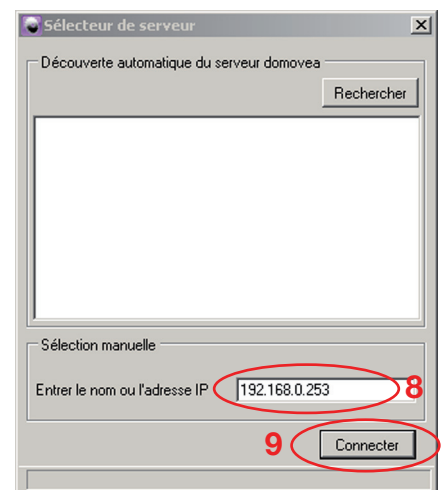 Sélecteur de serveur
Découverte automatique du serveur domovea
Rechercher
Sélection manuelle
Entrer le nom ou l'adresse IP 192.168.0.253 8
9 Connecter